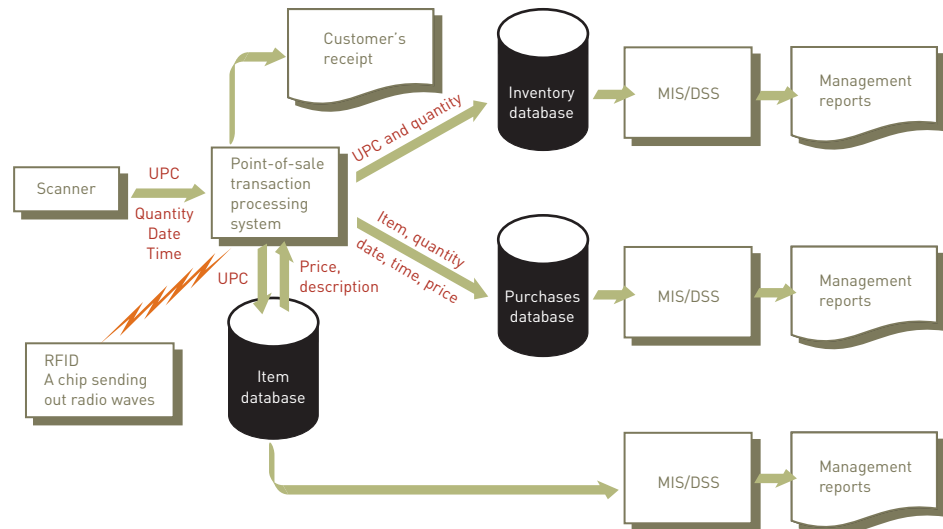 Customer's
receipt
Inventory
database
MIS/DSS
Management
reports
UPC and quantity
Scanner
UPC
Quantity
Date
Time
Point-of-sale
transaction
processing
system
Item, quantity
date, time, price
Purchases
database
MIS/DSS
Management
reports
UPC
Price,
description
RFID
A chip sending
out radio waves
Item
database
MIS/DSS
Management
reports